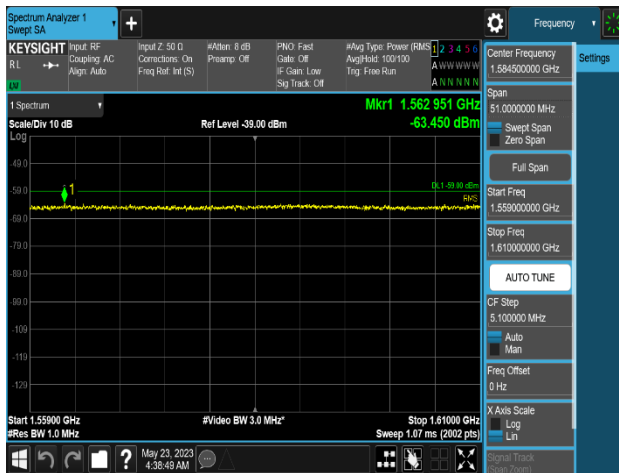 Spectrum Analyzer 1
Swept SA
+
Frequency
KEYSIGHT
RL
Input: RF
Coupling: AC
Align: Auto
Input Z: 50 Ω
Corrections: On
Freq Ref: Int (S)
#Atten: 8 dB
Preamp: Off
PNO: Fast
Gate: Off
IF Gain: Low
Sig Track: Off
#Avg Type: Power (RMS
Avg|Hold: 100/100
Trig: Free Run
1 2 3 4 5 6
A W W W W W
A N N N N N
1 Spectrum
Scale/Div 10 dB
Ref Level -39.00 dBm
Mkr1 1.562 951 GHz
-63.450 dBm
Log
-49.0
-59.0
1
DL1 -59.00 dBm
RMS
-69.0
-79.0
-89.0
-99.0
-109
-119
-129
Start 1.55900 GHz
#Video BW 3.0 MHz*
Stop 1.61000 GHz
#Res BW 1.0 MHz
Sweep 1.07 ms (2002 pts)
?
May 23, 2023
4:38:49 AM
Settings
Center Frequency
1.584500000 GHz
Span
51.0000000 MHz
Swept Span
Zero Span
Full Span
Start Freq
1.559000000 GHz
Stop Freq
1.610000000 GHz
AUTO TUNE
CF Step
5.100000 MHz
Auto
Man
Freq Offset
0 Hz
X Axis Scale
Log
Lin
Signal Track
(Span Zoom)